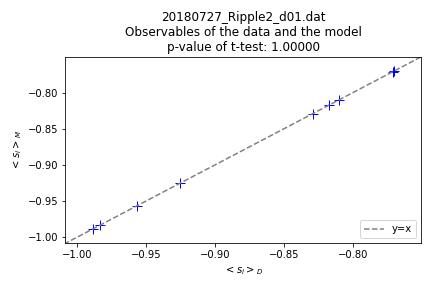 20180727_Ripple2_d01.dat
Observables of the data and the model
p-value of t-test: 1.00000
−0.80
−0.85
−0.90
−0.95
−1.00
< s_i >_M
y=x
−1.00
−0.95
−0.90
−0.85
−0.80
< s_i >_D